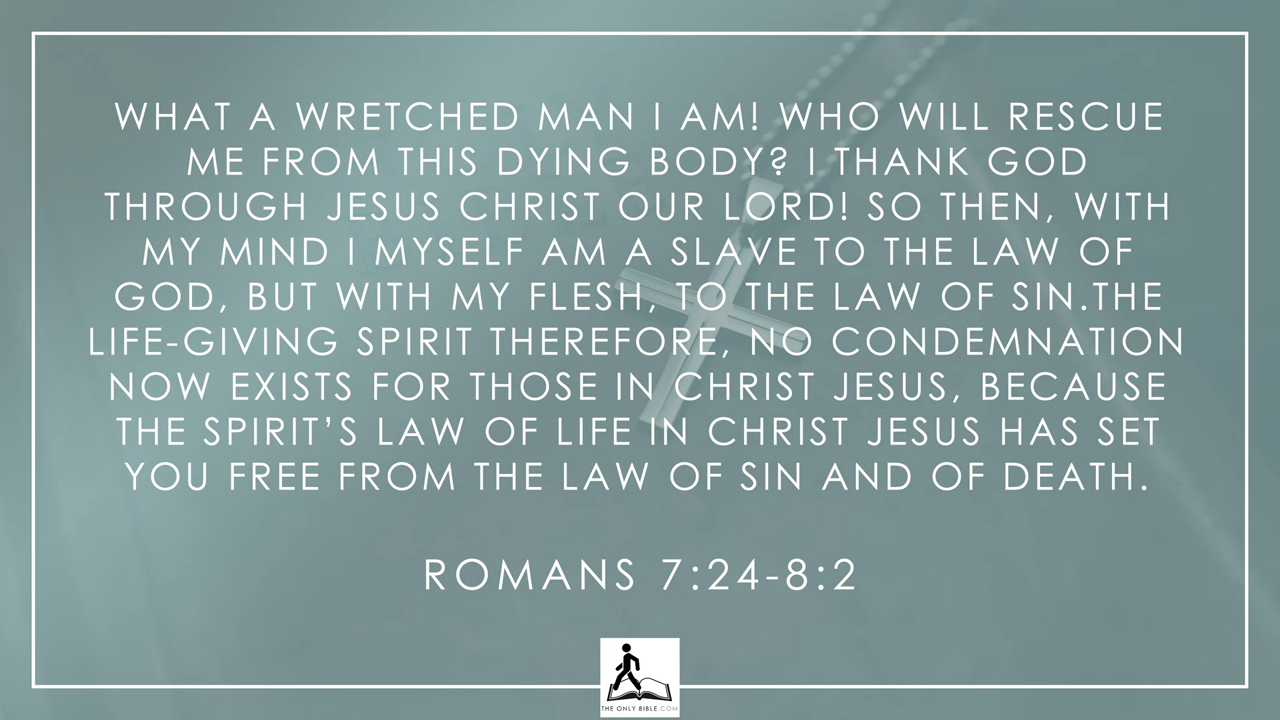 WHAT A WRETCHED MAN I AM! WHO WILL RESCUE
ME FROM THIS DYING BODY? I THANK GOD
THROUGH JESUS CHRIST OUR LORD! SO THEN, WITH
MY MIND I MYSELF AM A SLAVE TO THE LAW OF
GOD, BUT WITH MY FLESH, TO THE LAW OF SIN.THE
LIFE-GIVING SPIRIT THEREFORE, NO CONDEMNATION
NOW EXISTS FOR THOSE IN CHRIST JESUS, BECAUSE
THE SPIRIT’S LAW OF LIFE IN CHRIST JESUS HAS SET
YOU FREE FROM THE LAW OF SIN AND OF DEATH.
ROMANS 7:24-8:2
THE ONLY BIBLE.COM